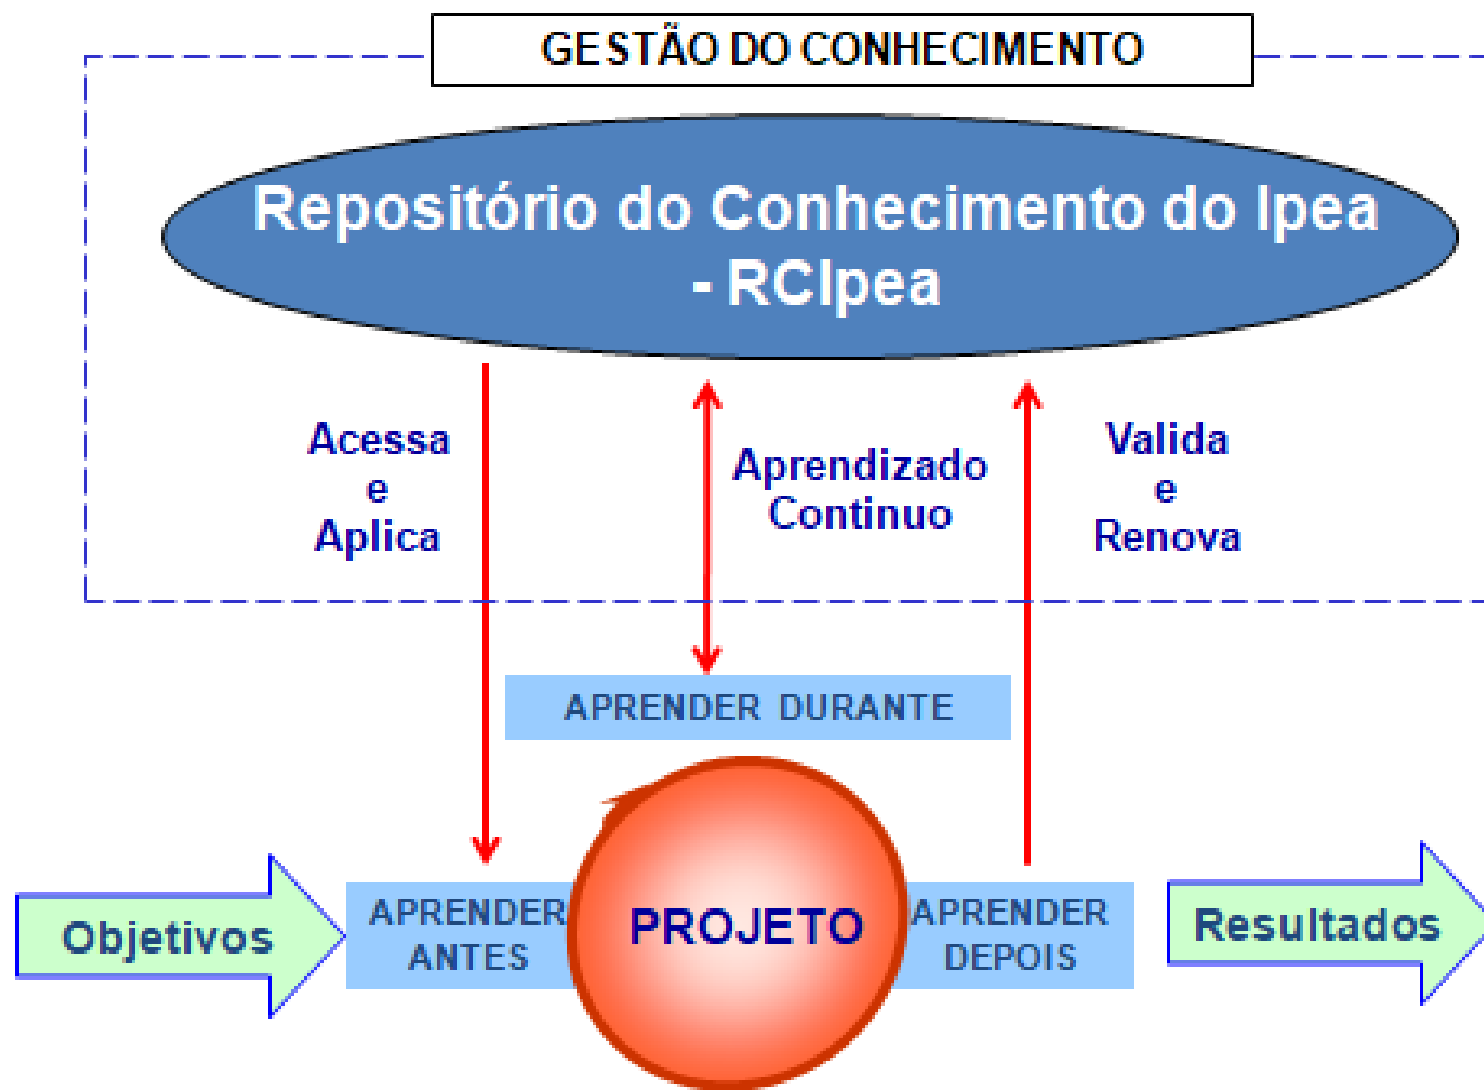 GESTÃO DO CONHECIMENTO
Repositório do Conhecimento do Ipea
- RCIpea
Acessa
e
Aplica
Aprendizado
Continuo
Valida
e
Renova
APRENDER DURANTE
Objetivos
APRENDER
ANTES
PROJETO
APRENDER
DEPOIS
Resultados